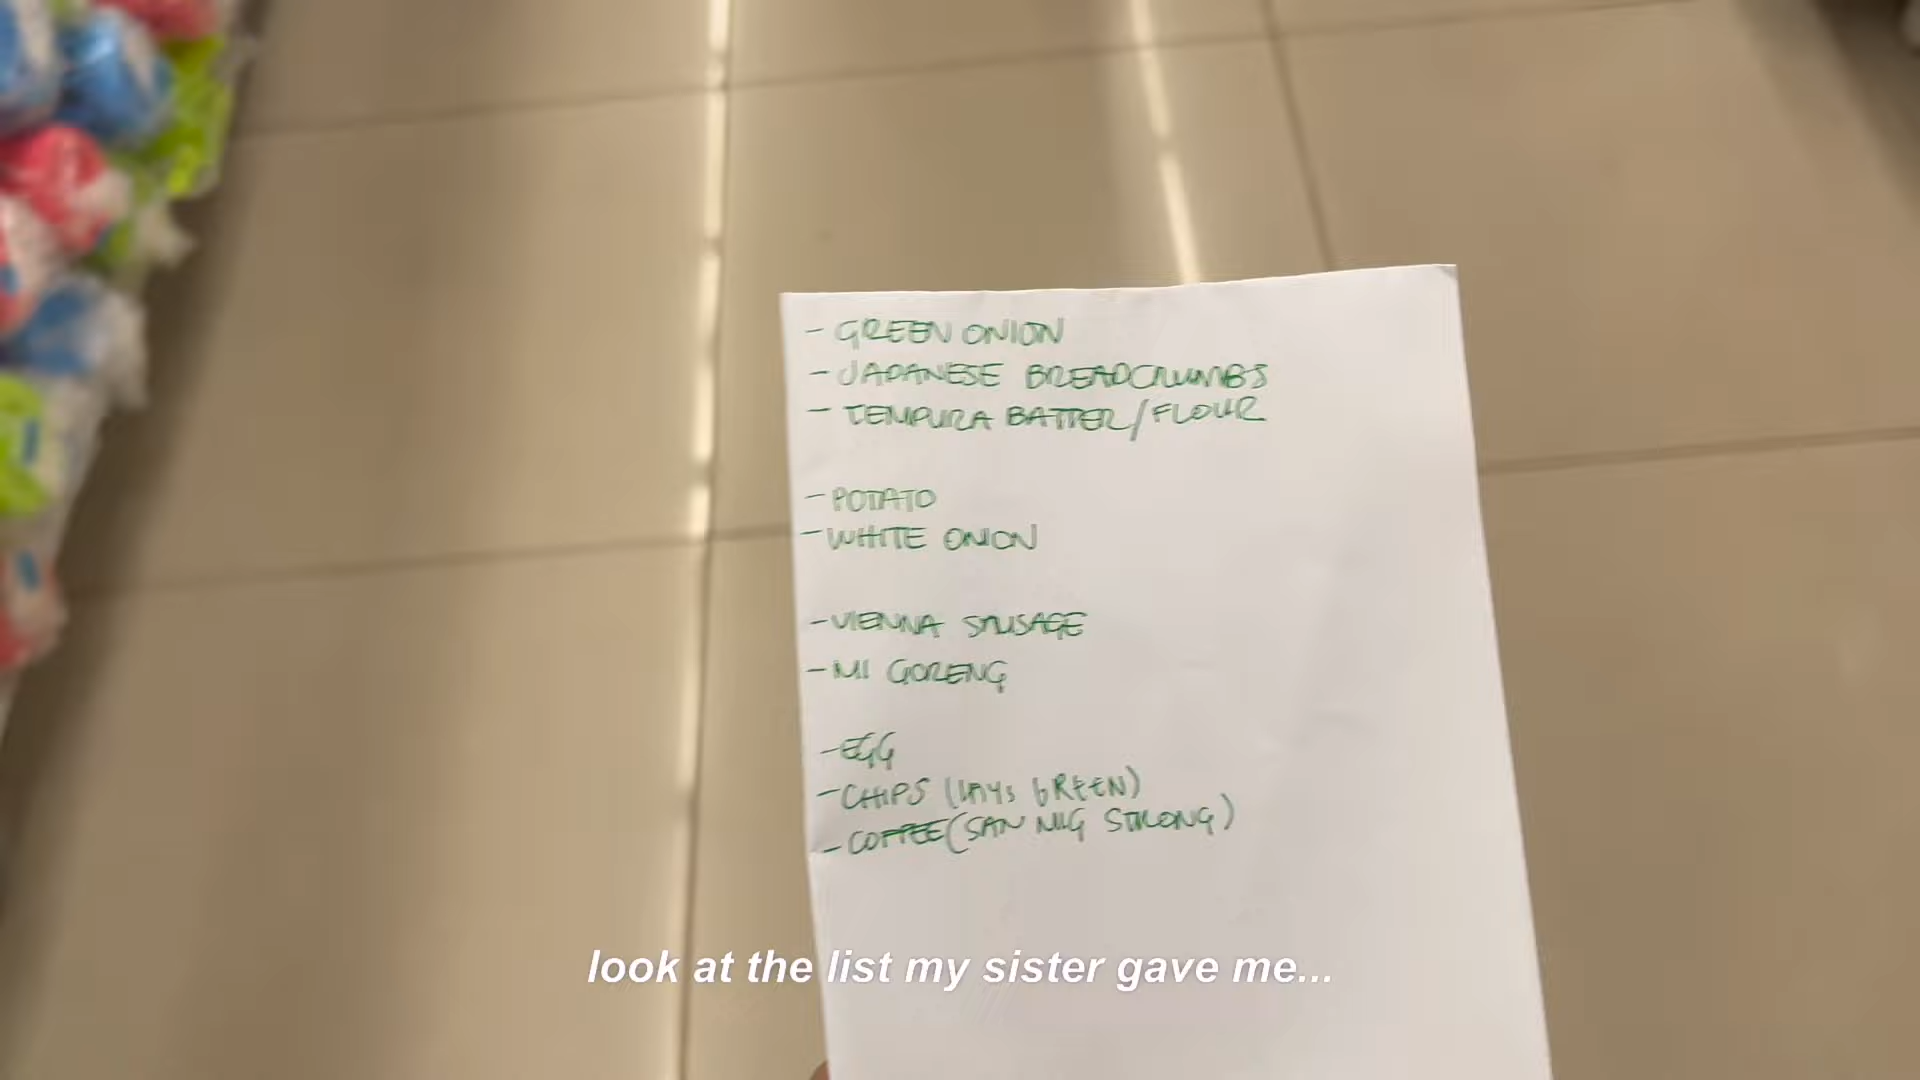 - GREEN ONION
- JAPANESE BREADCRUMBS
- TEMPURA BATTER/FLOUR
- POTATO
- WHITE ONION
- VIENNA SAUSAGE
- MI GORENG
- EGG
- CHIPS (LAYS GREEN)
- COFFEE (SAN MIG STRONG)
look at the list my sister gave me...